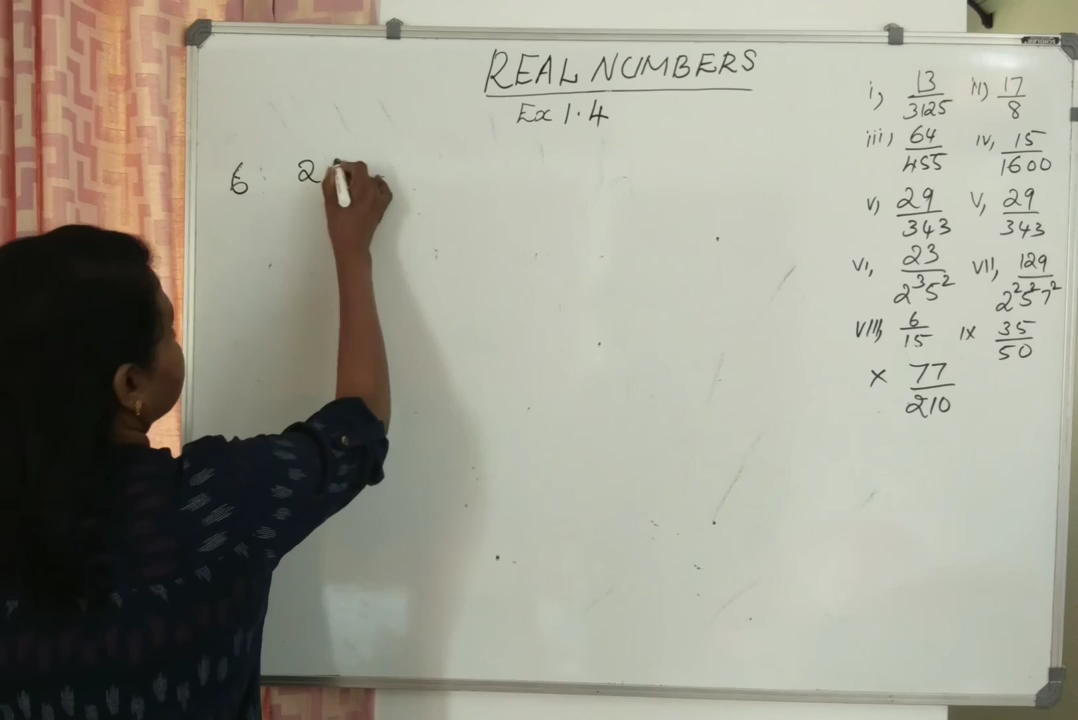 REAL NUMBERS
Ex 1.4
6 2
i, 13/3125 ii) 17/8
iii) 64/455 iv, 15/1600
v) 29/343 v, 29/343
vi, 23/2³5² vii, 129/2²5²7²
viii, 6/15 ix 35/50
x 77/210